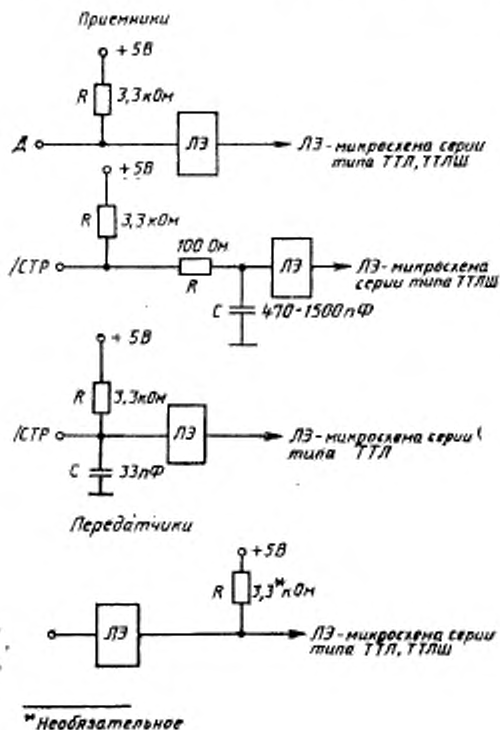 Приемники
+5В
R 3,3кОм
Д ЛЭ ЛЭ-микросхема серии
типа ТТЛ, ТТЛШ
+5В
R 3,3кОм
/СТР 100 Ом ЛЭ ЛЭ-микросхема
R серии типа ТТЛШ
C 470-1500пФ
+5В
R 3,3кОм
/СТР ЛЭ ЛЭ-микросхема серии
типа ТТЛ
C 33пФ
Передатчики
+5В
R 3,3*кОм
ЛЭ ЛЭ-микросхема серии
типа ТТЛ, ТТЛШ
*Необязательное